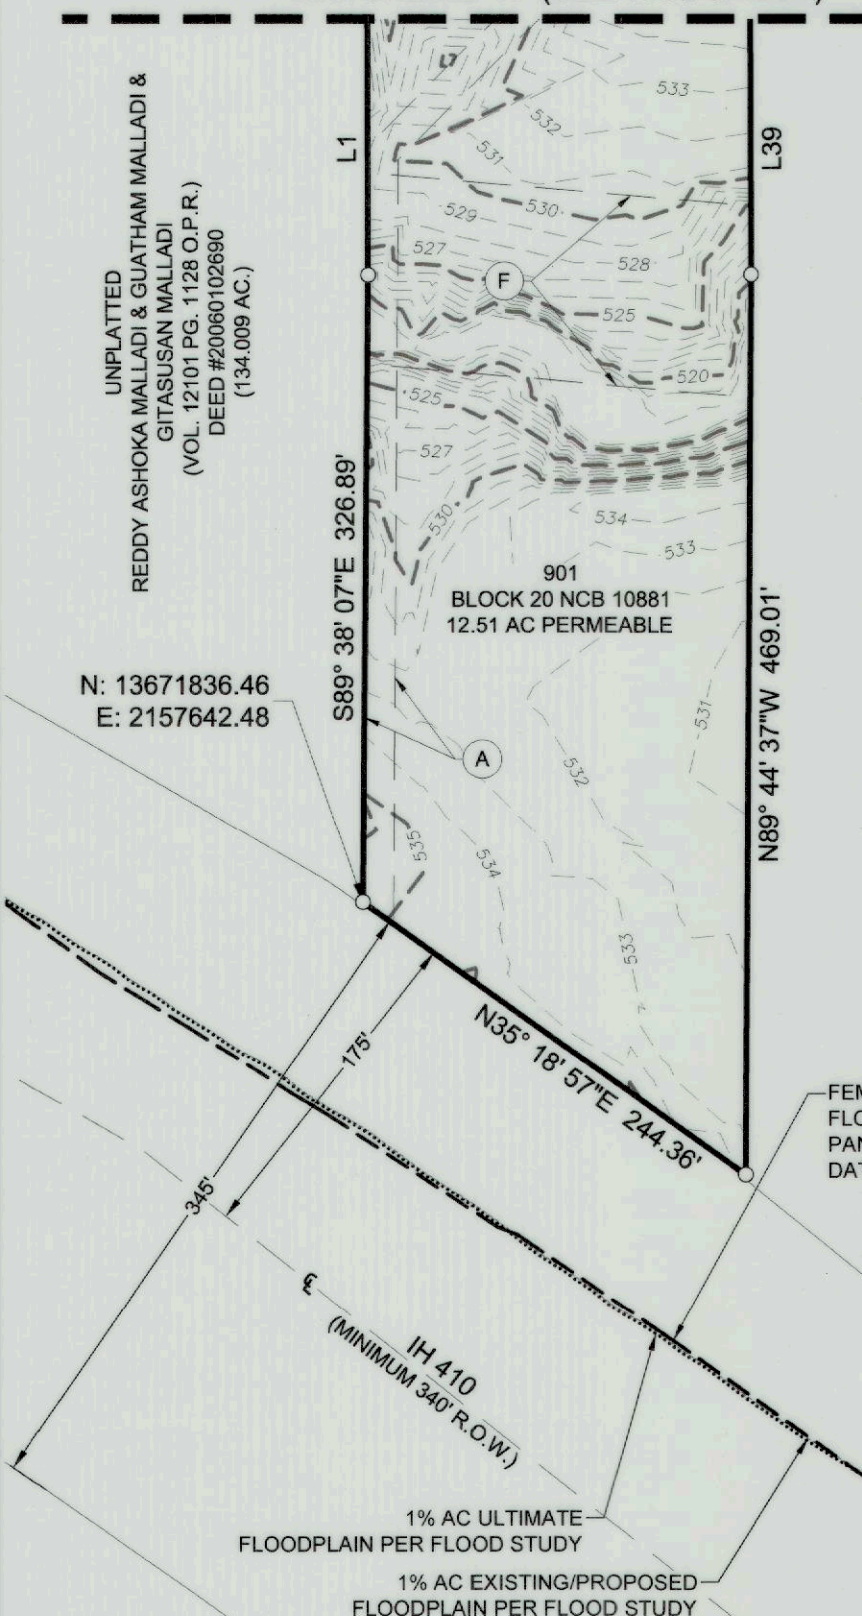 533
532
531
L1
L39
530
529
528
527
F
525
520
525
527
530
534
533
UNPLATTED
REDDY ASHOKA MALLADI & GUATHAM MALLADI &
GITASUSAN MALLADI
(VOL. 12101 PG. 1128 O.P.R.)
DEED #20060102690
(134.009 AC.)
S89° 38' 07"E 326.89'
901
BLOCK 20 NCB 10881
12.51 AC PERMEABLE
N89° 44' 37"W 469.01'
N: 13671836.46
E: 2157642.48
A
531
532
535
534
533
N35° 18' 57"E 244.36'
175'
345'
FEM
FLO
PAN
DAT
IH 410
(MINIMUM 340' R.O.W.)
1% AC ULTIMATE
FLOODPLAIN PER FLOOD STUDY
1% AC EXISTING/PROPOSED
FLOODPLAIN PER FLOOD STUDY